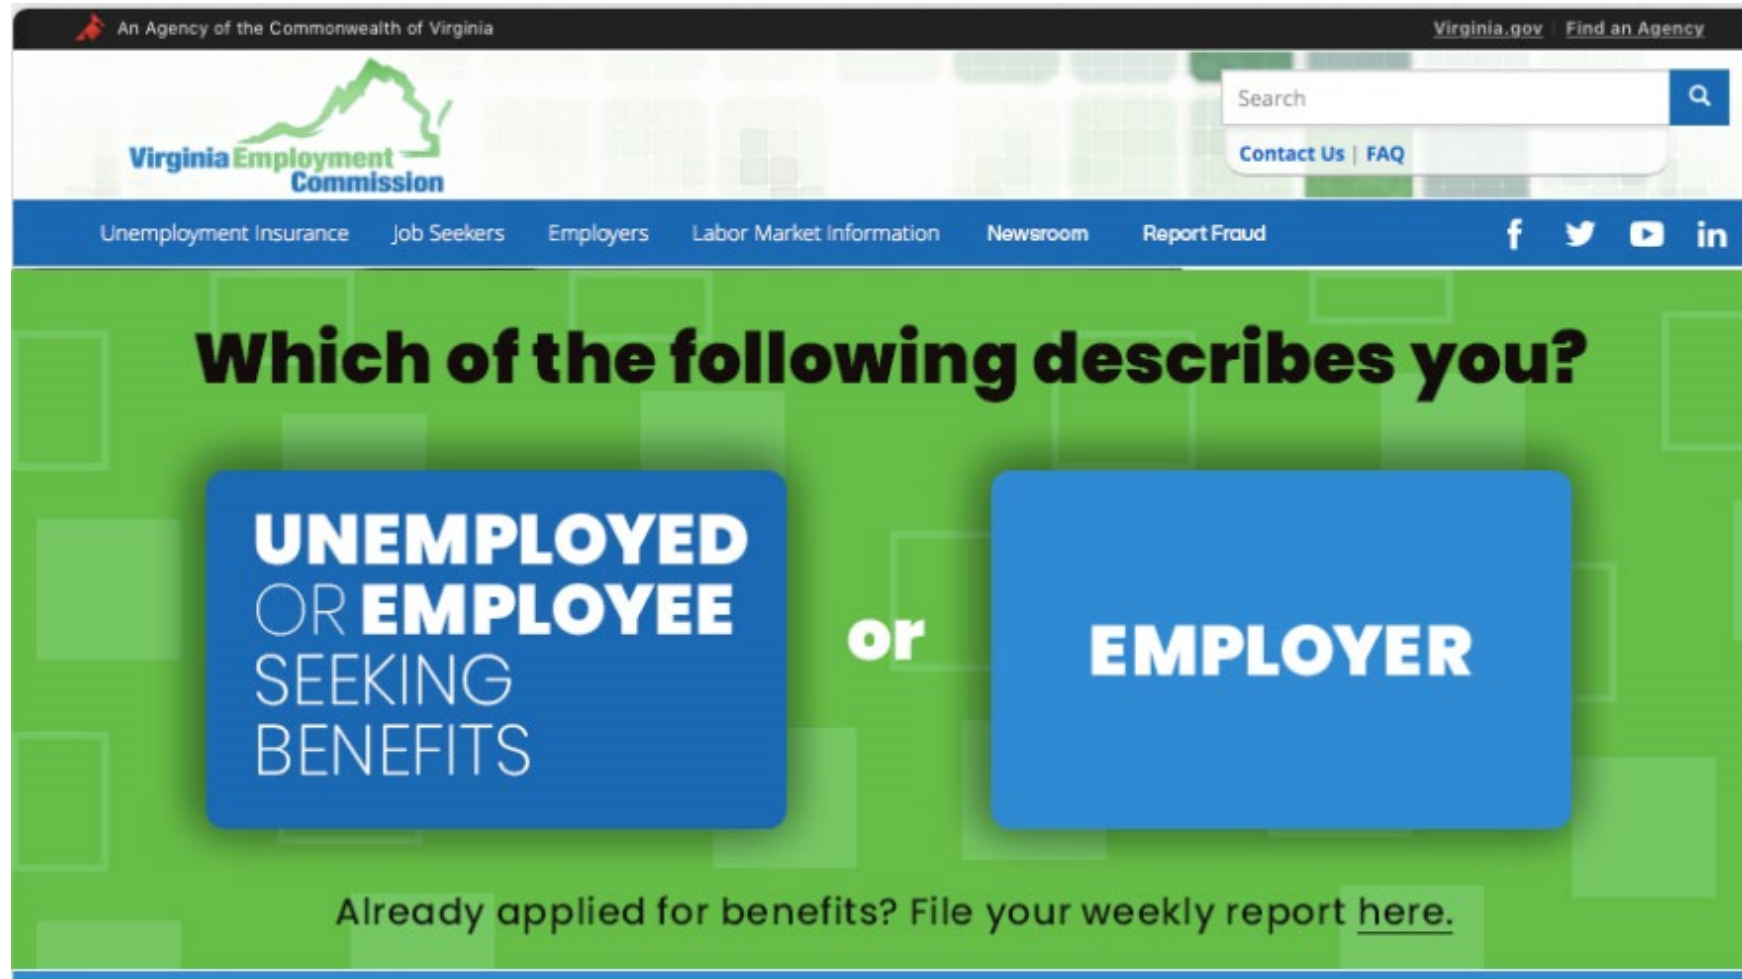 An Agency of the Commonwealth of Virginia
Virginia.gov | Find an Agency
Virginia Employment
Commission
Search
Contact Us | FAQ
Unemployment Insurance Job Seekers Employers Labor Market Information Newsroom Report Fraud
Which of the following describes you?
UNEMPLOYED
OR EMPLOYEE
SEEKING
BENEFITS
or
EMPLOYER
Already applied for benefits? File your weekly report here.